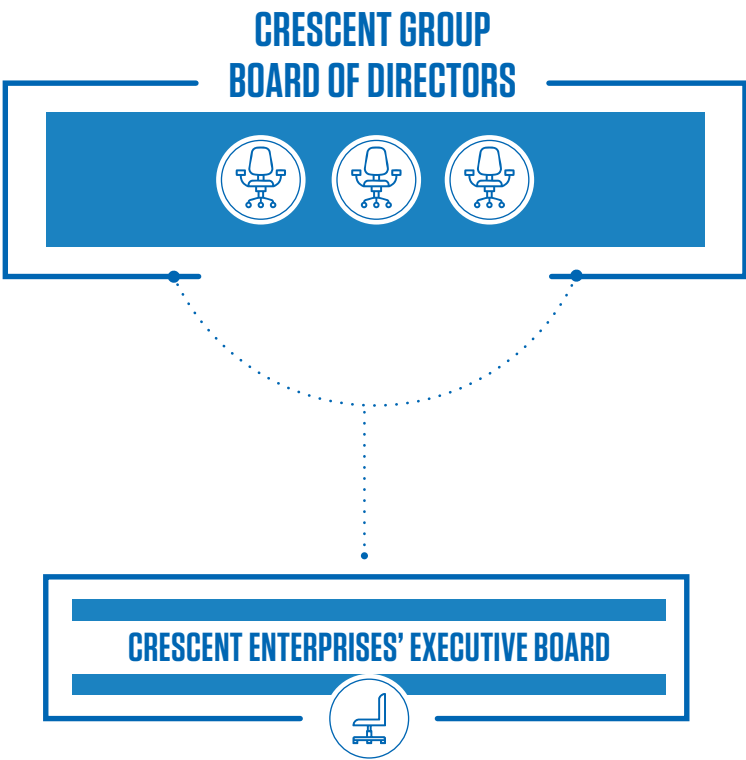 CRESCENT GROUP
BOARD OF DIRECTORS
CRESCENT ENTERPRISES’ EXECUTIVE BOARD